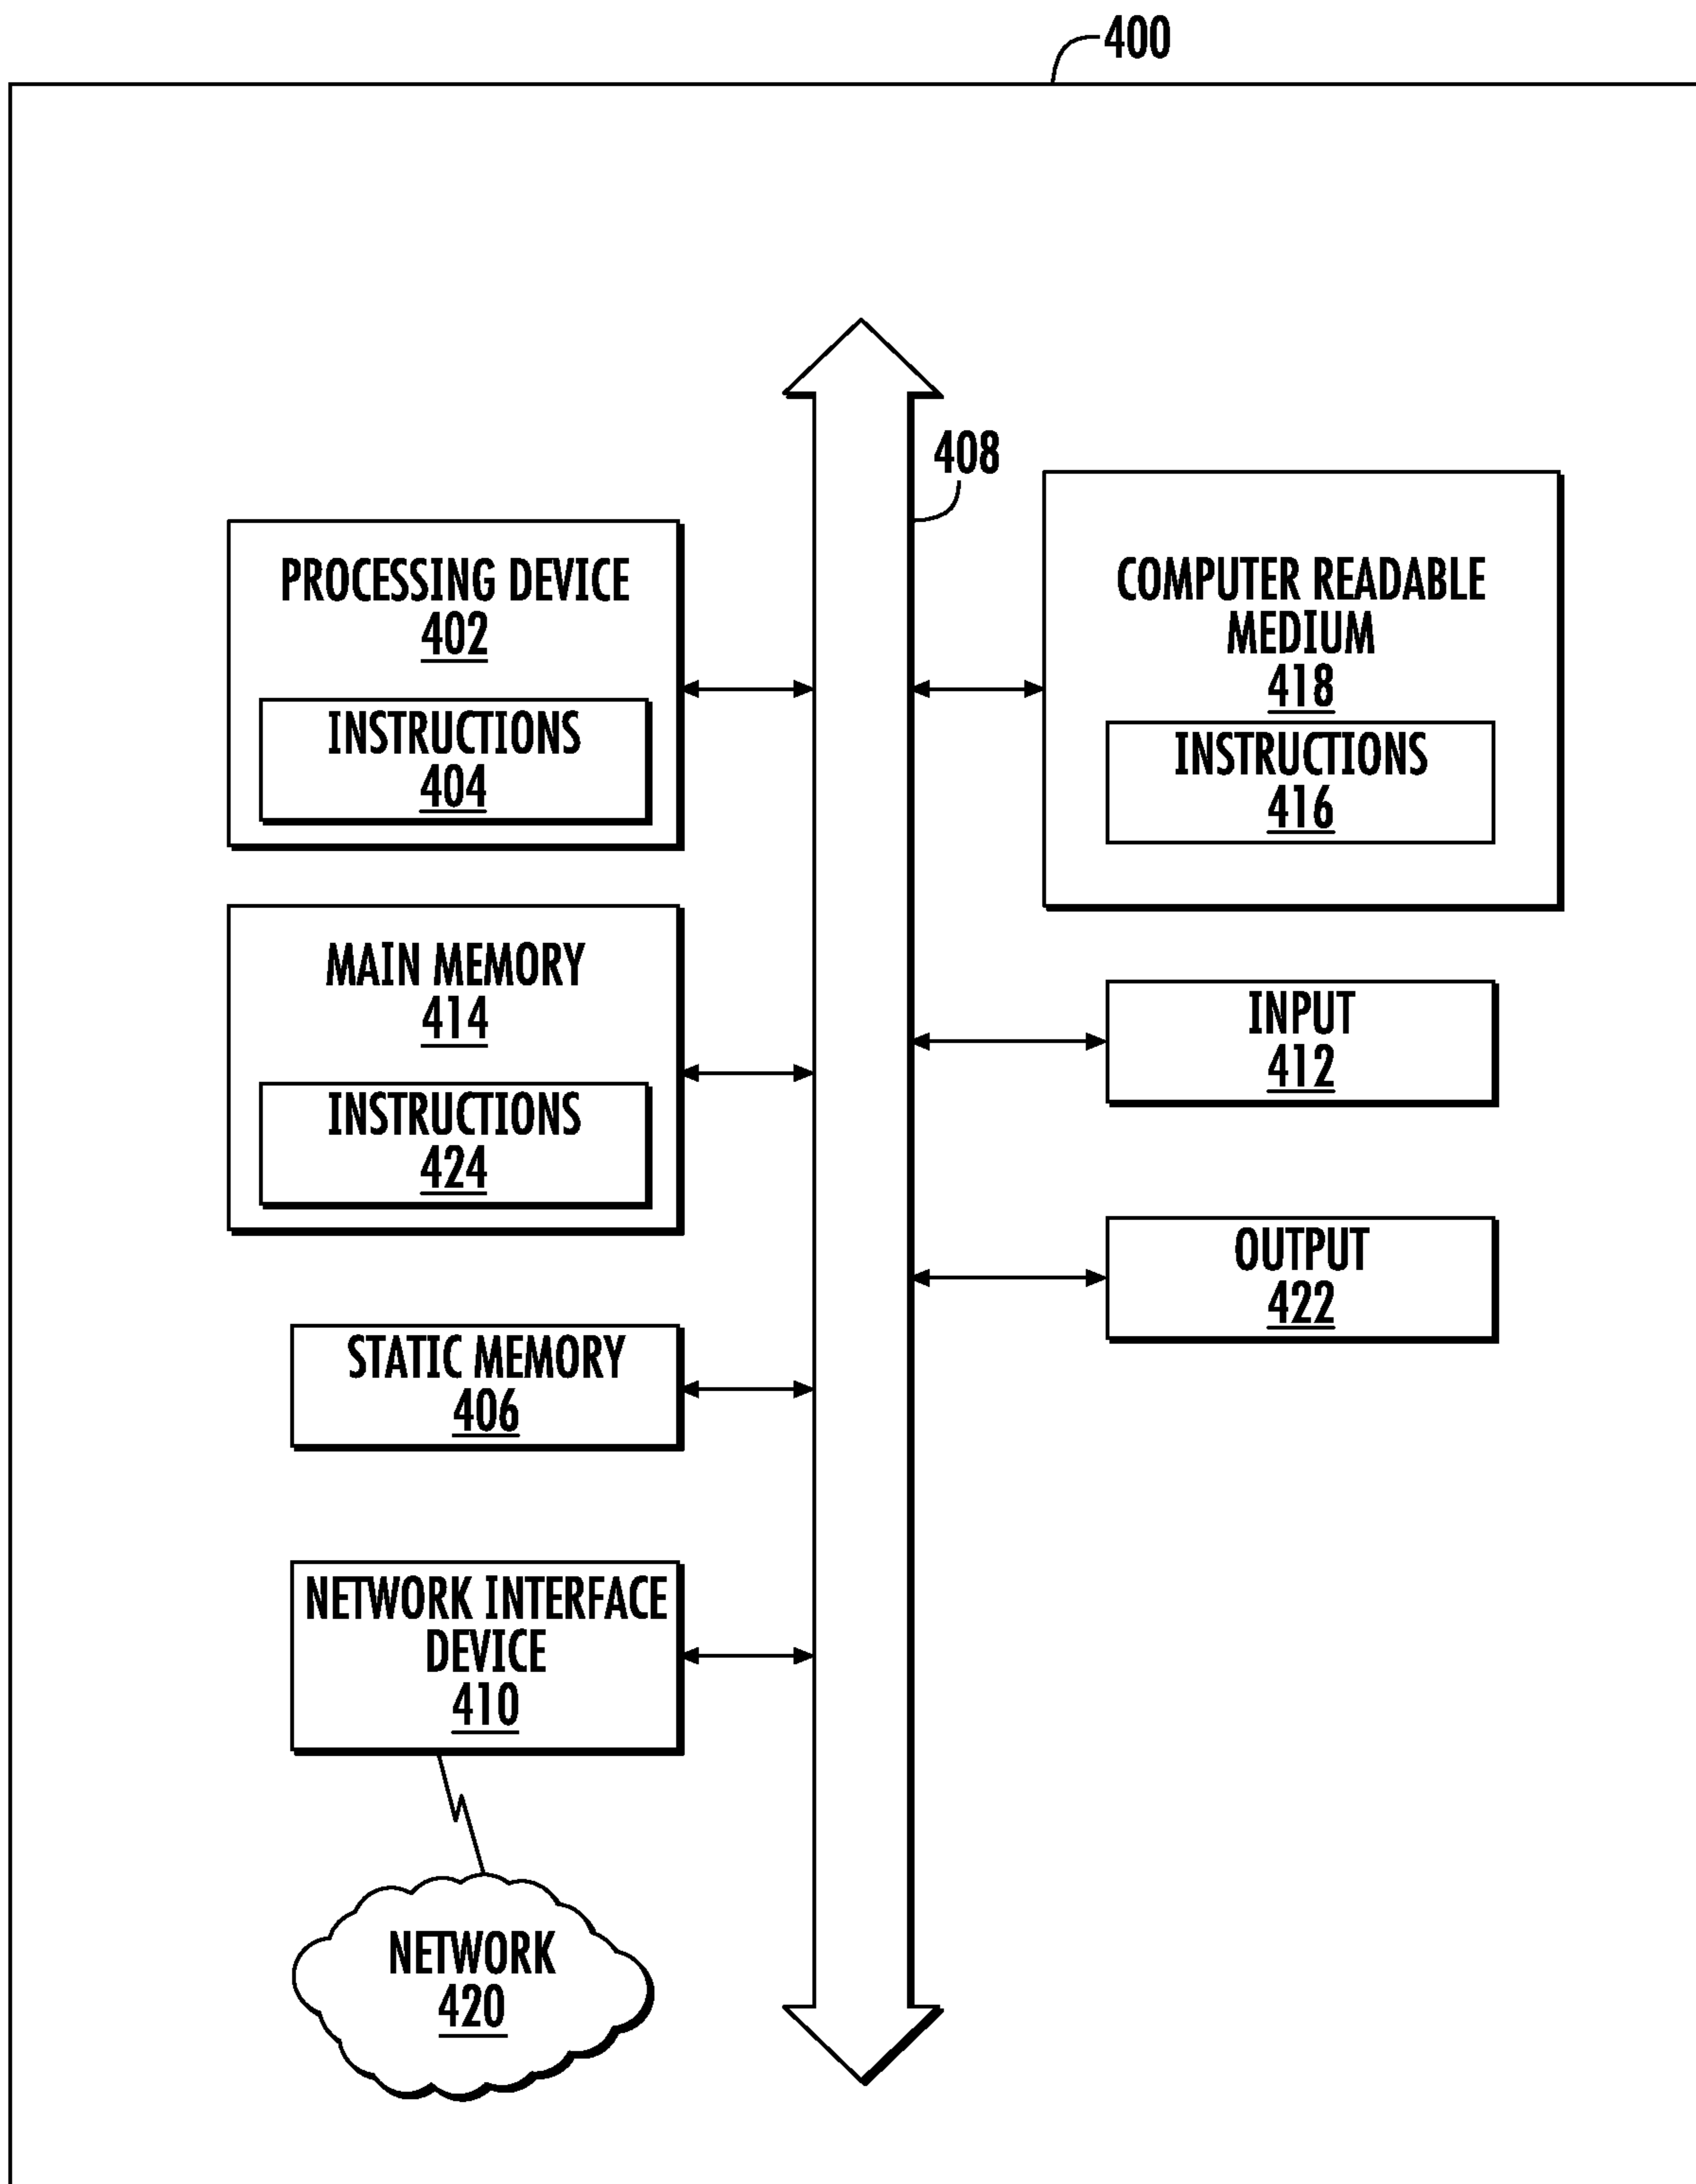 400
408
PROCESSING DEVICE
402
INSTRUCTIONS
404
MAIN MEMORY
414
INSTRUCTIONS
424
STATIC MEMORY
406
NETWORK INTERFACE
DEVICE
410
NETWORK
420
COMPUTER READABLE
MEDIUM
418
INSTRUCTIONS
416
INPUT
412
OUTPUT
422